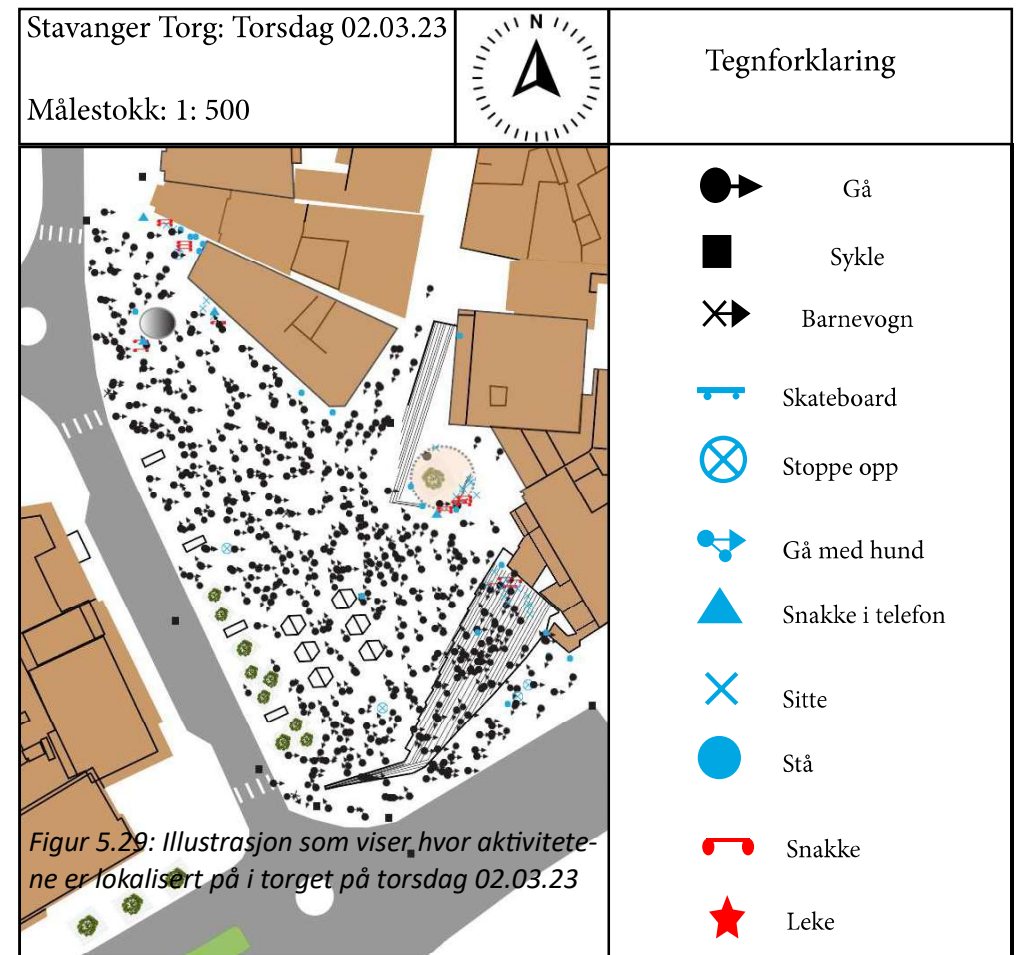 Stavanger Torg: Torsdag 02.03.23
Målestokk: 1: 500
N
Tegnforklaring
Gå
Sykle
Barnevogn
Skateboard
Stoppe opp
Gå med hund
Snakke i telefon
Sitte
Stå
Snakke
Leke
Figur 5.29: Illustrasjon som viser hvor aktivitete-
ne er lokalisert på i torget på torsdag 02.03.23